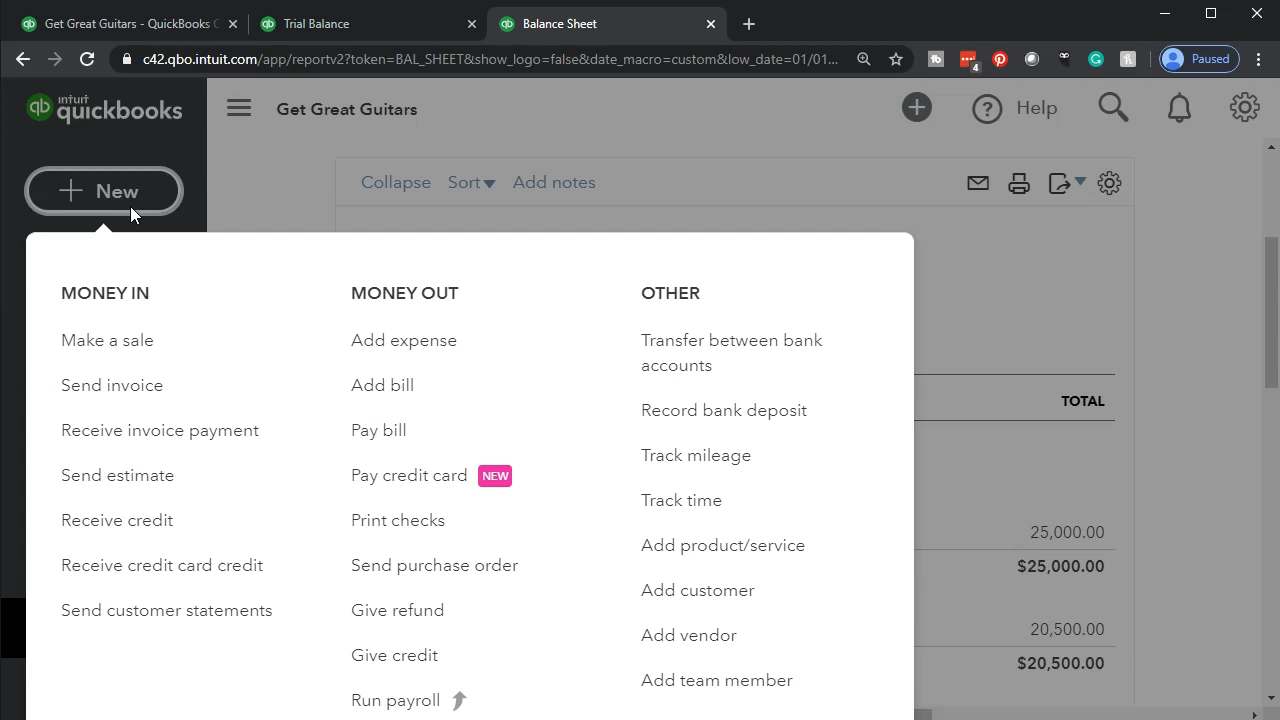 Get Great Guitars - QuickBooks C
Trial Balance
Balance Sheet
c42.qbo.intuit.com/app/reportv2?token=BAL_SHEET&show_logo=false&date_macro=custom&low_date=01/01...
4
Paused
intuit
quickbooks
Get Great Guitars
Help
New
Collapse
Sort
Add notes
MONEY IN
Make a sale
Send invoice
Receive invoice payment
Send estimate
Receive credit
Receive credit card credit
Send customer statements
MONEY OUT
Add expense
Add bill
Pay bill
Pay credit card NEW
Print checks
Send purchase order
Give refund
Give credit
Run payroll
OTHER
Transfer between bank
accounts
Record bank deposit
Track mileage
Track time
Add product/service
Add customer
Add vendor
Add team member
TOTAL
25,000.00
$25,000.00
20,500.00
$20,500.00